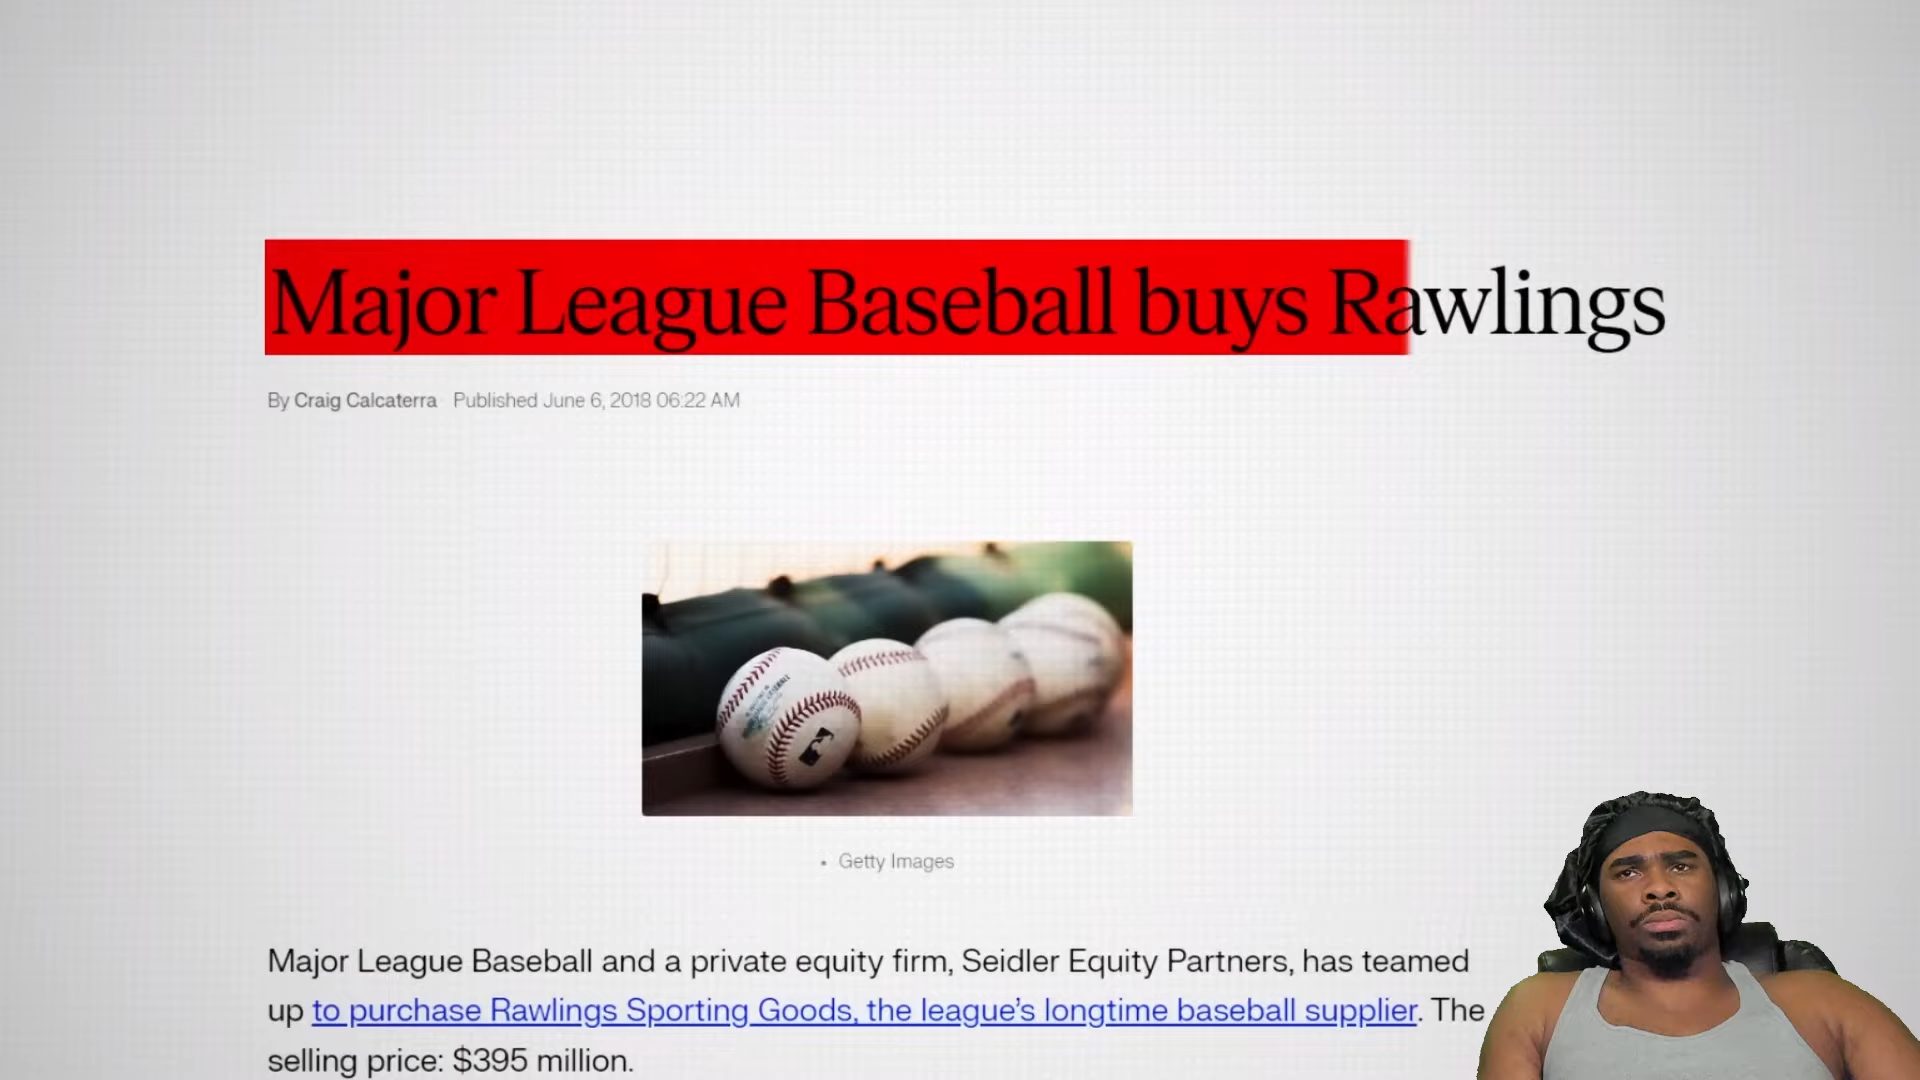 Major League Baseball buys Rawlings
By Craig Calcaterra Published June 6, 2018 06:22 AM
• Getty Images
Major League Baseball and a private equity firm, Seidler Equity Partners, has teamed
up to purchase Rawlings Sporting Goods, the league’s longtime baseball supplier. The
selling price: $395 million.